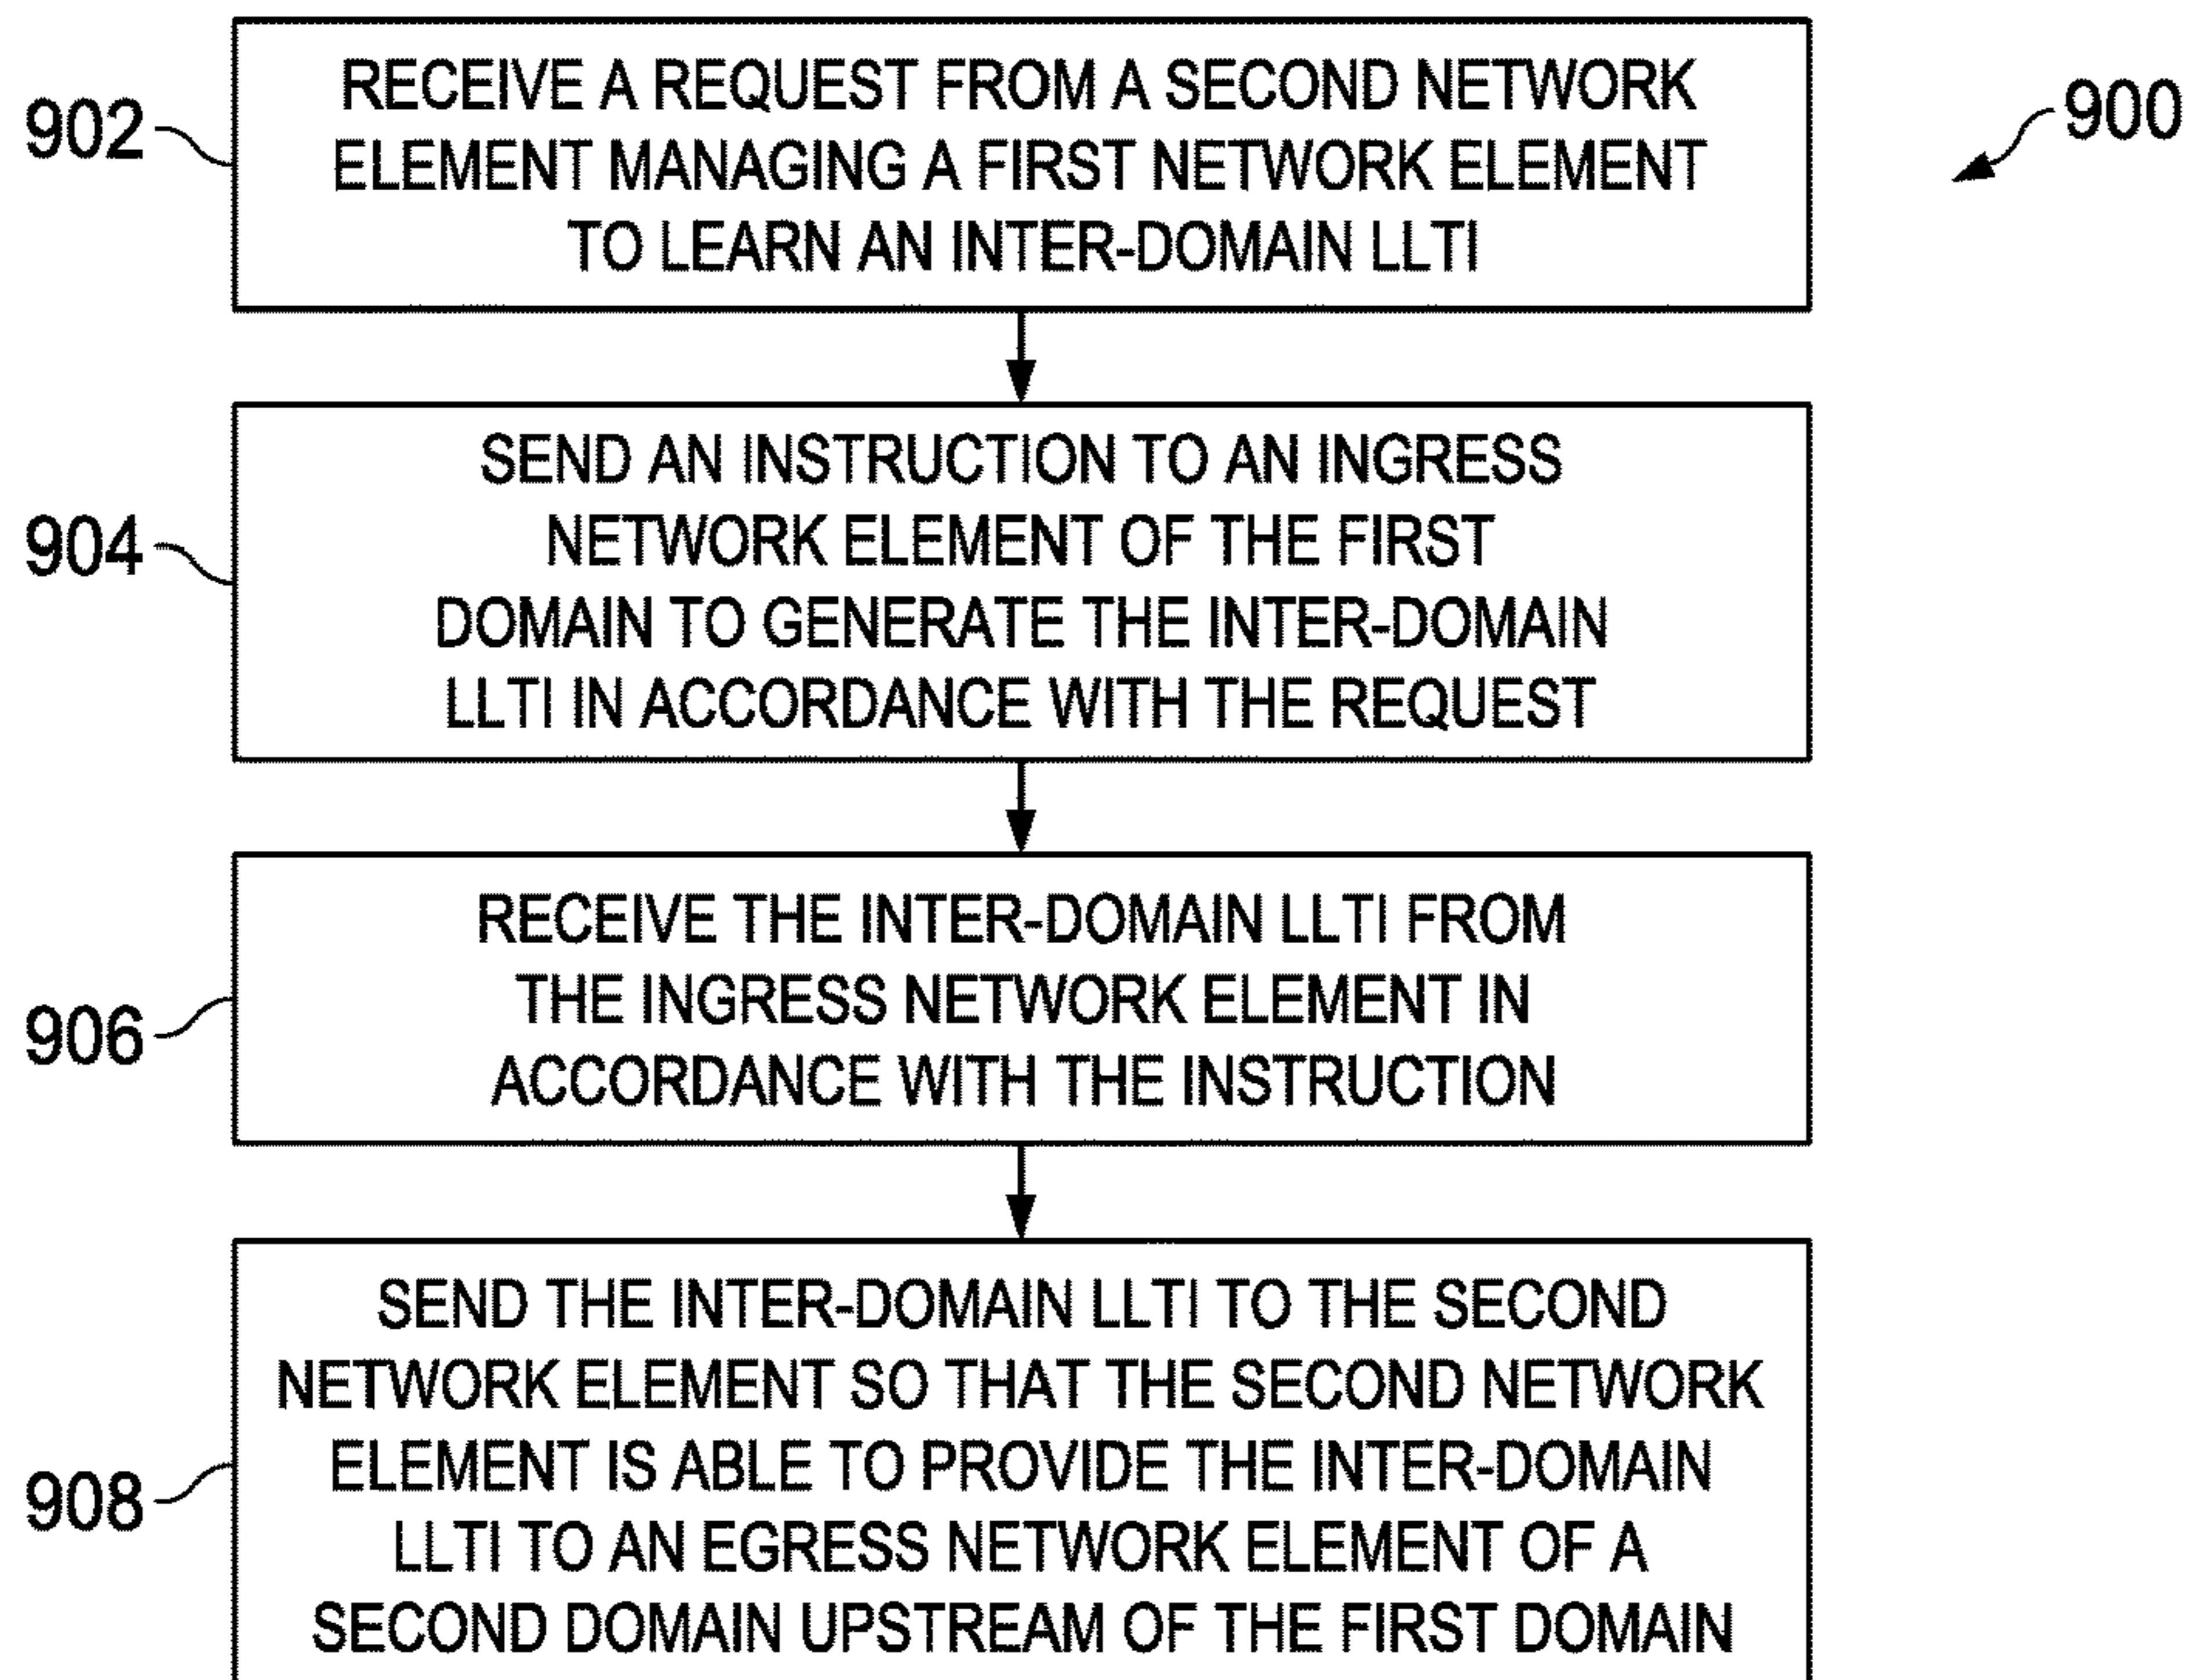 RECEIVE A REQUEST FROM A SECOND NETWORK
ELEMENT MANAGING A FIRST NETWORK ELEMENT
TO LEARN AN INTER-DOMAIN LLTI
902
900
SEND AN INSTRUCTION TO AN INGRESS
NETWORK ELEMENT OF THE FIRST
DOMAIN TO GENERATE THE INTER-DOMAIN
LLTI IN ACCORDANCE WITH THE REQUEST
904
RECEIVE THE INTER-DOMAIN LLTI FROM
THE INGRESS NETWORK ELEMENT IN
ACCORDANCE WITH THE INSTRUCTION
906
SEND THE INTER-DOMAIN LLTI TO THE SECOND
NETWORK ELEMENT SO THAT THE SECOND NETWORK
ELEMENT IS ABLE TO PROVIDE THE INTER-DOMAIN
LLTI TO AN EGRESS NETWORK ELEMENT OF A
SECOND DOMAIN UPSTREAM OF THE FIRST DOMAIN
908